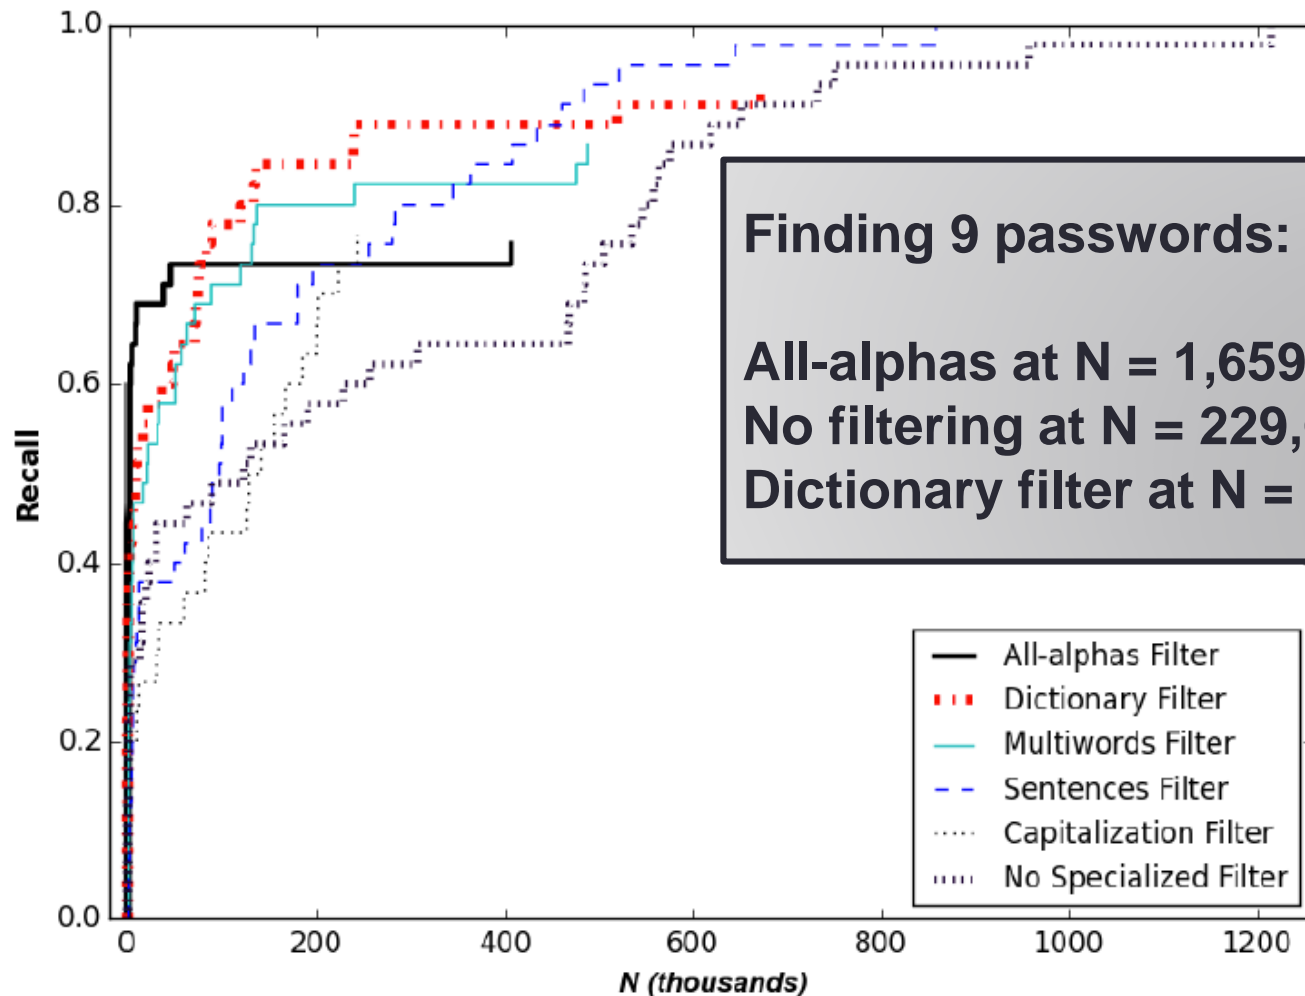 1.0
0.8
0.6
0.4
0.2
0.0
Recall
0
200
400
600
800
1000
1200
N (thousands)
Finding 9 passwords:
All-alphas at N = 1,659
No filtering at N = 229,
Dictionary filter at N =
All-alphas Filter
Dictionary Filter
Multiwords Filter
Sentences Filter
Capitalization Filter
No Specialized Filter